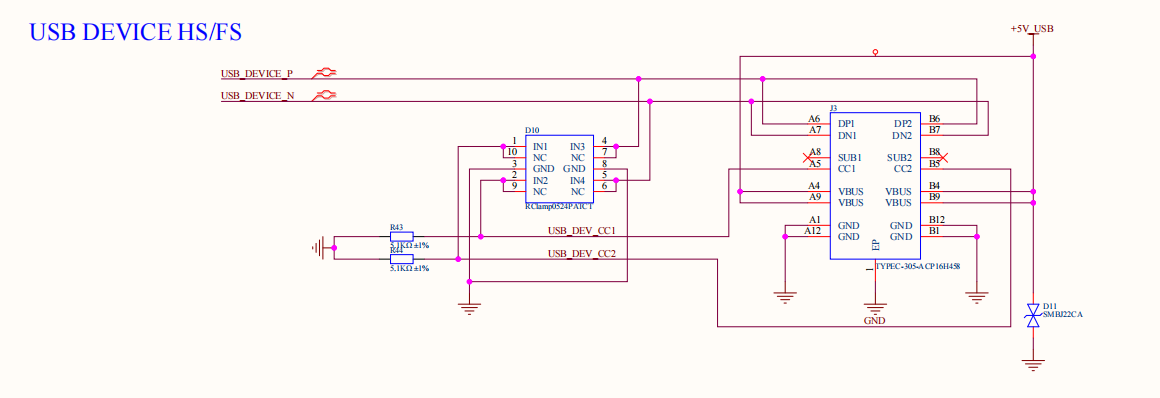 USB DEVICE HS/FS
+5V_USB
USB_DEVICE_P
USB_DEVICE_N
D10
1 IN1 IN3 4
10 NC NC 7
3 GND GND 8
2 IN2 IN4 5
9 NC NC 6
RClamp0524PATCT
J3
A6 DP1 DP2 B6
A7 DN1 DN2 B7
A8 SUB1 SUB2 B8
A5 CC1 CC2 B5
A4 VBUS VBUS B4
A9 VBUS VBUS B9
A1 GND GND B12
A12 GND GND B1
EP
1
TYPEC-305-ACP16H458
R43
5.1KΩ ±1%
R44
5.1KΩ ±1%
USB_DEV_CC1
USB_DEV_CC2
GND
D11
SMBJ22CA